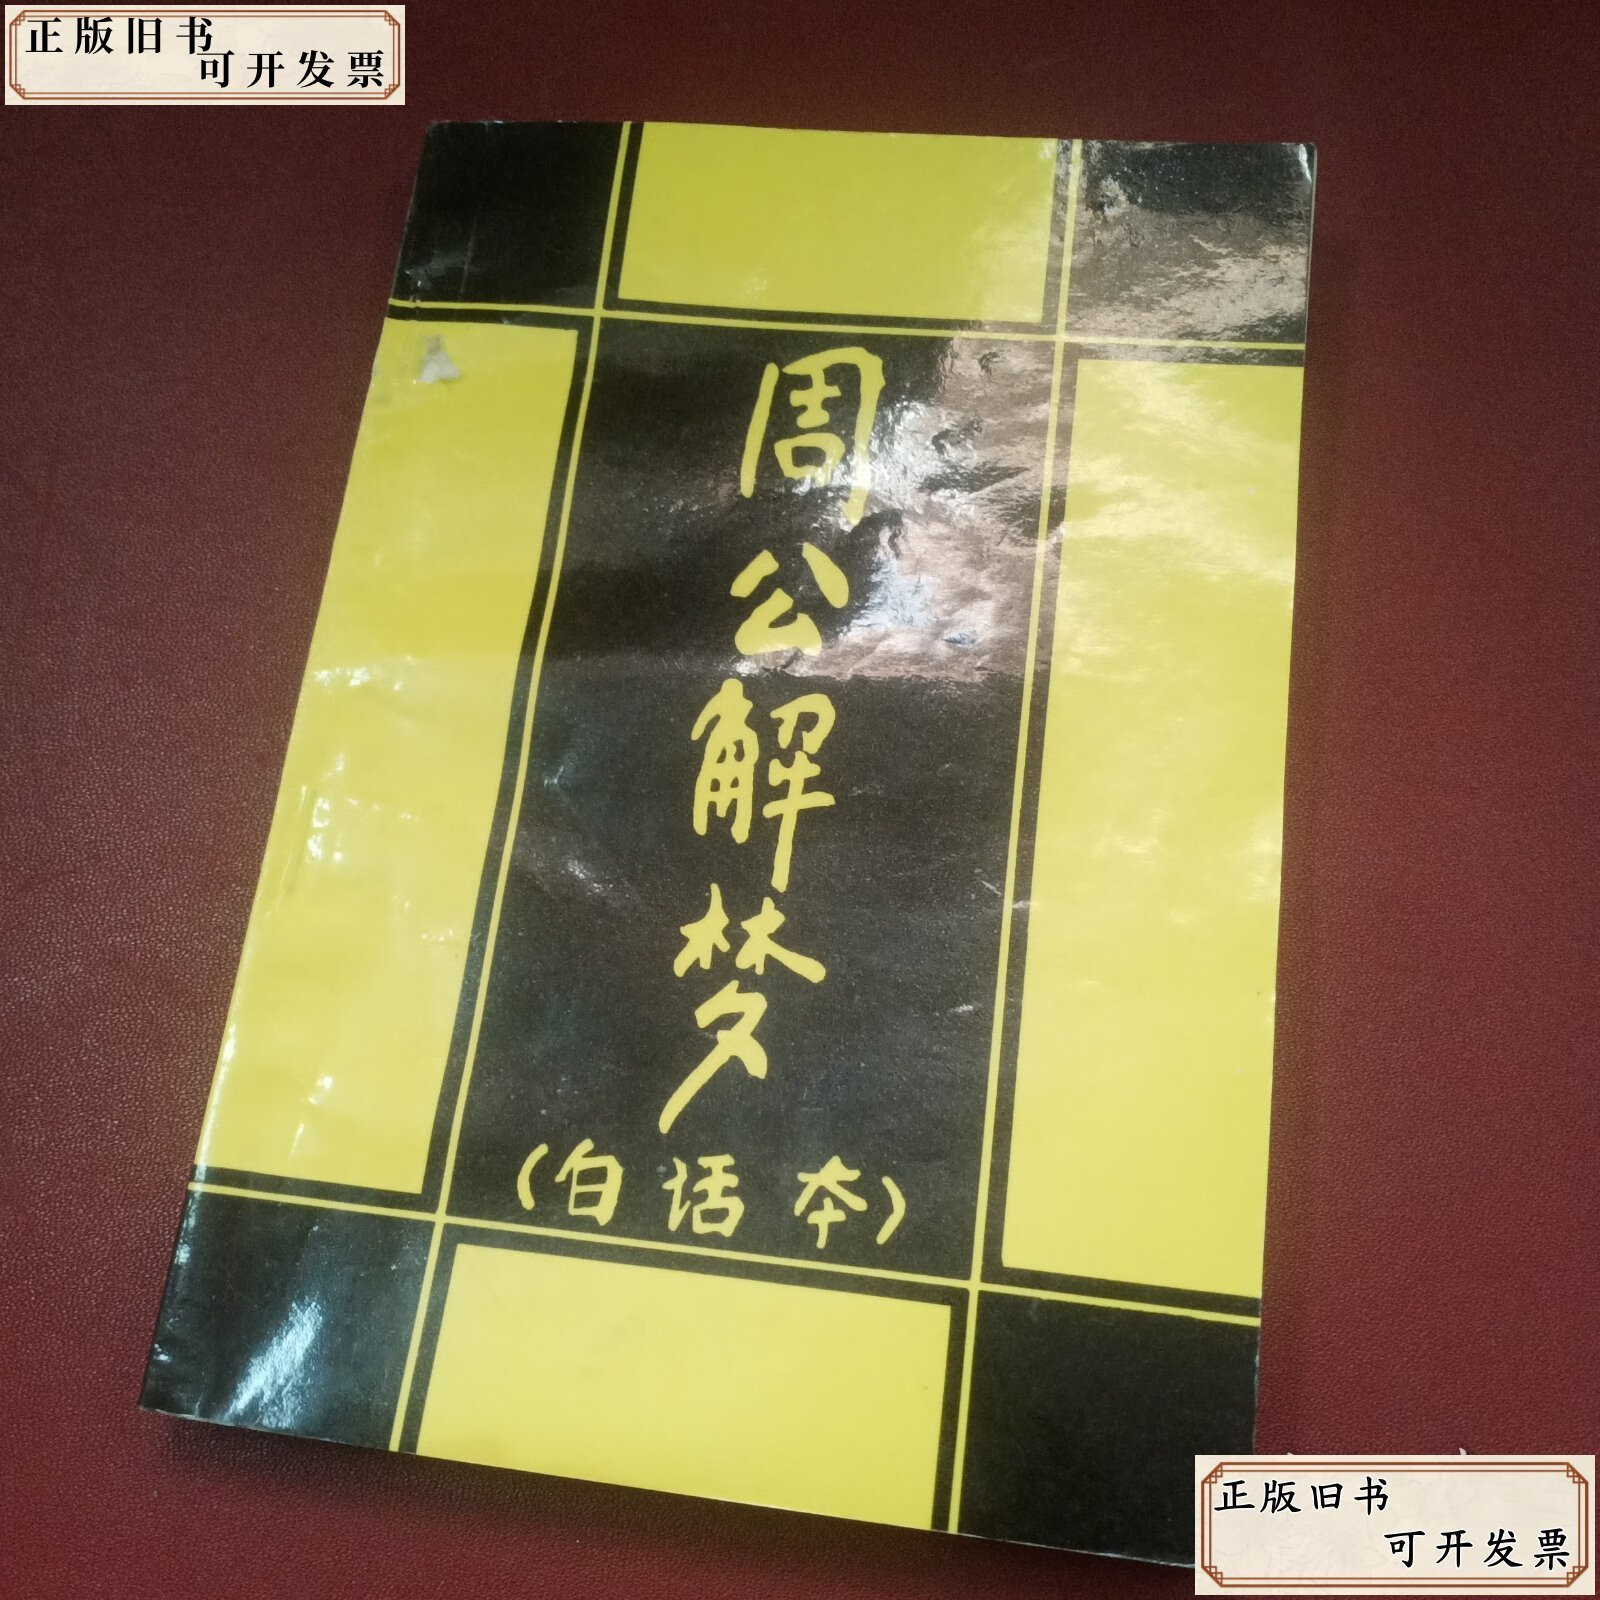 正版旧书
可开发票
周公解梦
（白话本）
正版旧书
可开发票